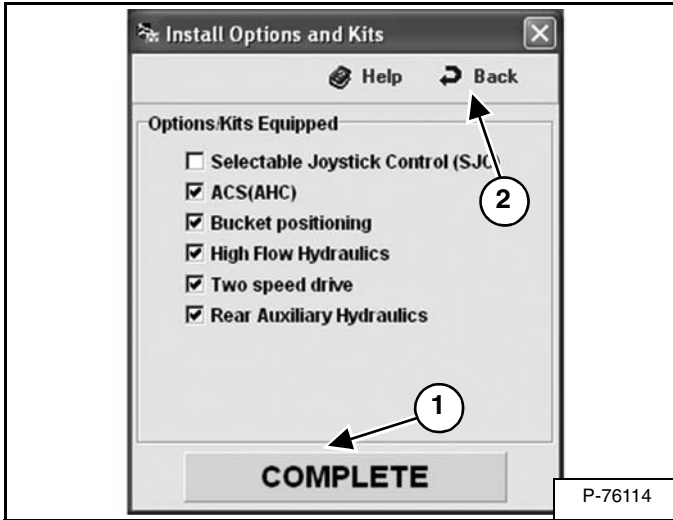 Install Options and Kits
Help Back
Options/Kits Equipped
Selectable Joystick Control (SJC)
2
ACS(AHC)
Bucket positioning
High Flow Hydraulics
Two speed drive
Rear Auxiliary Hydraulics
1
COMPLETE
P-76114